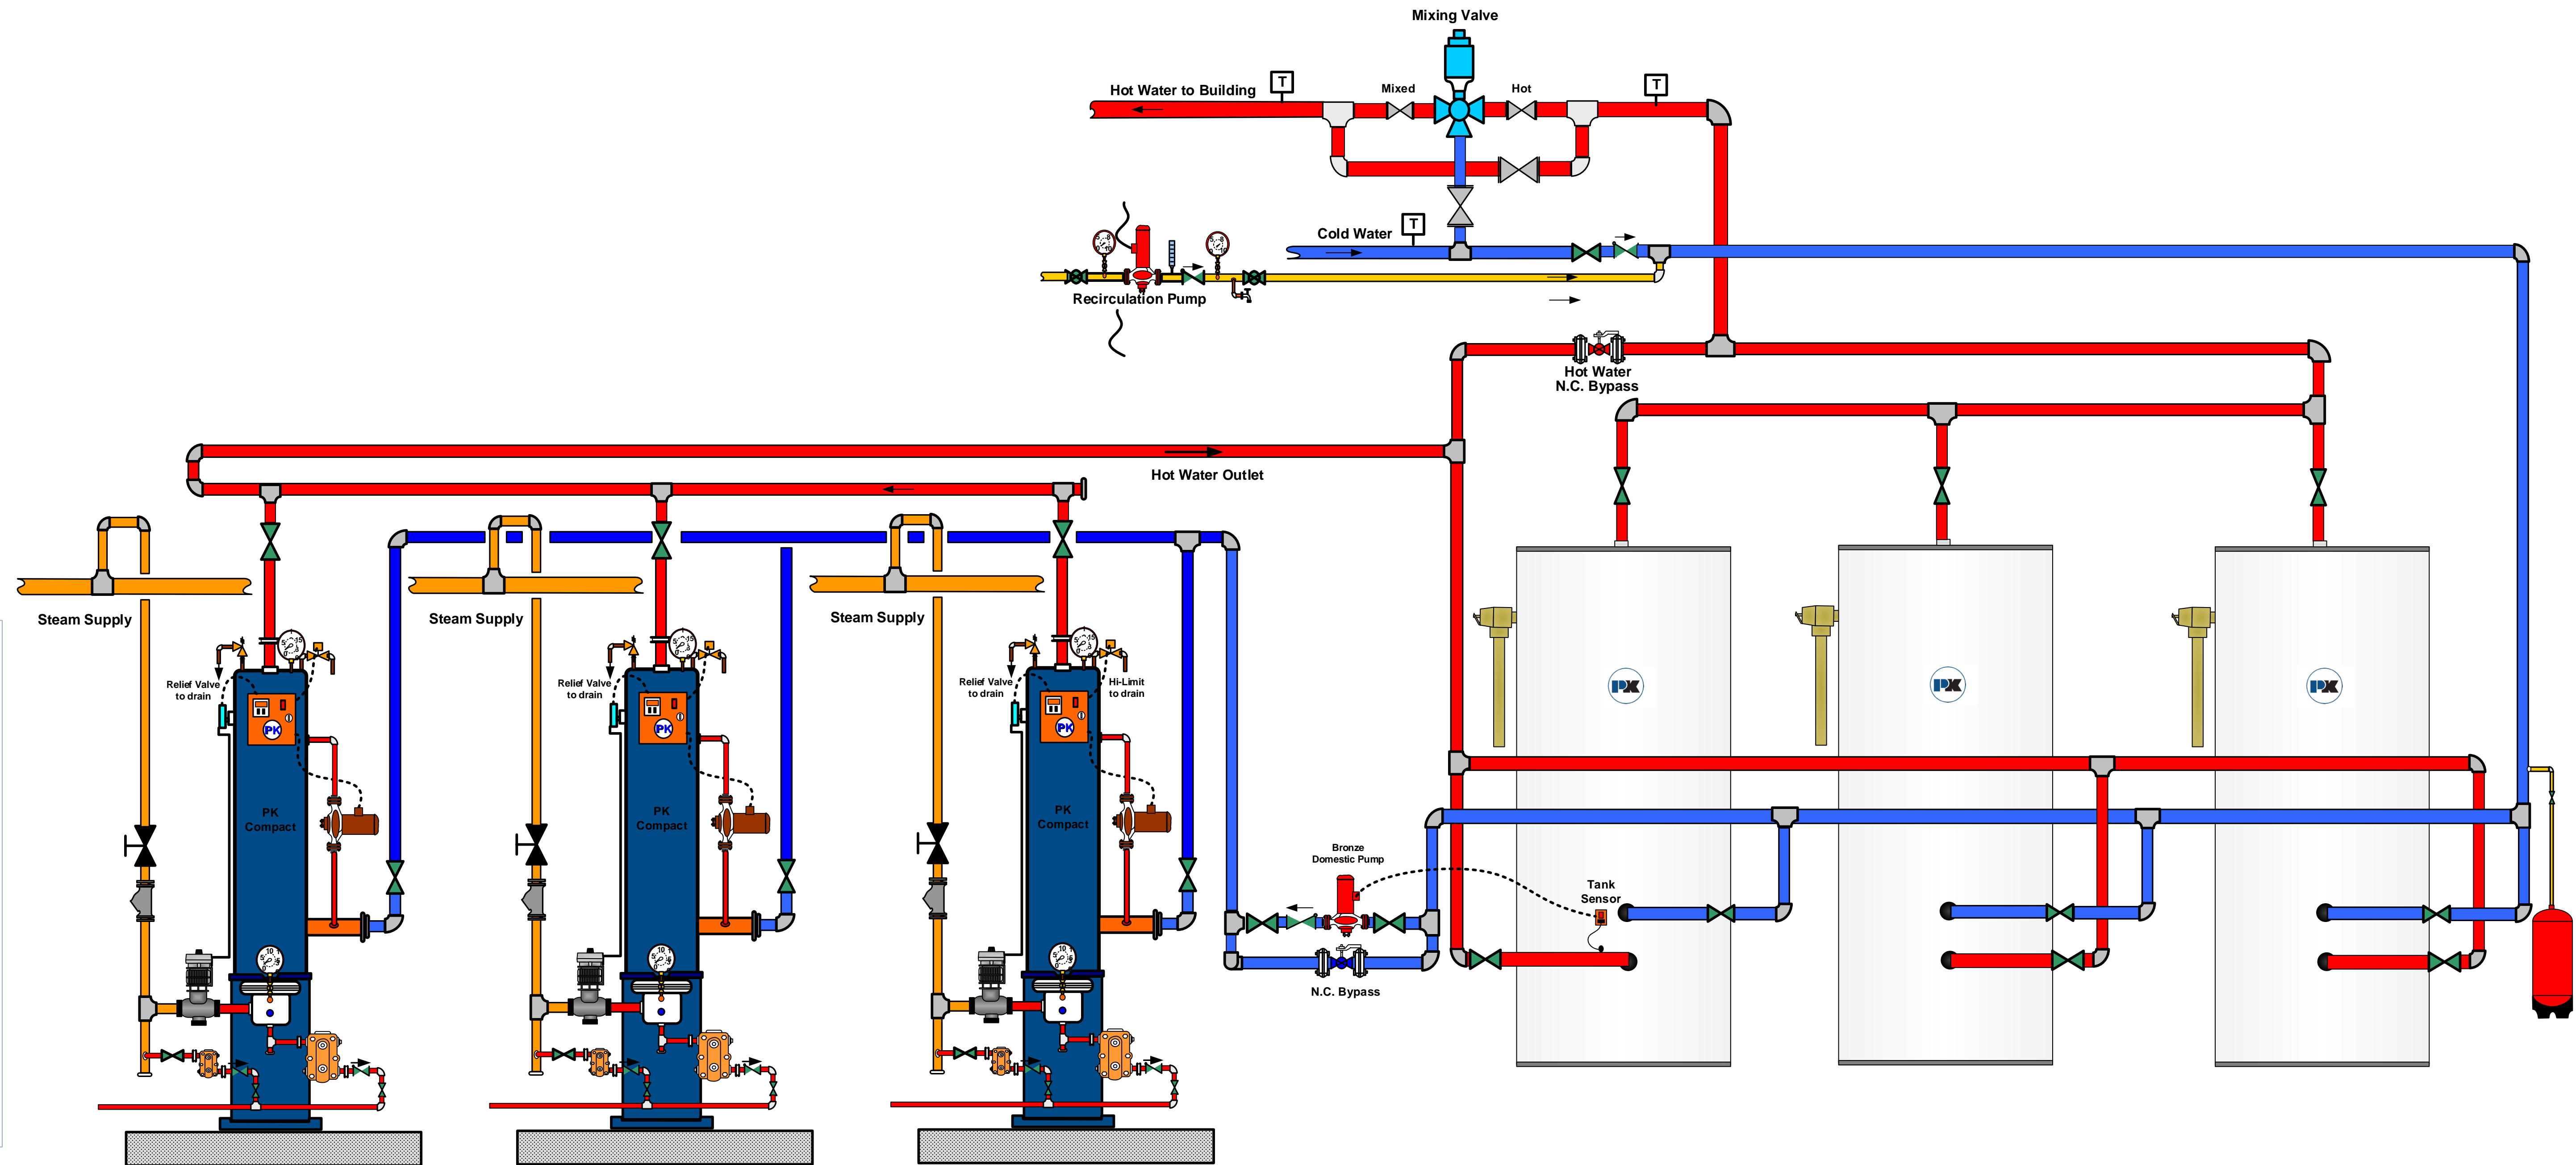 Mixing Valve
Hot Water to Building
T
Mixed
Hot
T
Cold Water
T
Recirculation Pump
Hot Water
N.C. Bypass
Hot Water Outlet
Steam Supply
Steam Supply
Steam Supply
Relief Valve
to drain
Relief Valve
to drain
Relief Valve
to drain
Hi-Limit
to drain
PK
PK
PK
PK
PK
PK
PK
Compact
PK
Compact
PK
Compact
Bronze
Domestic Pump
Tank
Sensor
N.C. Bypass